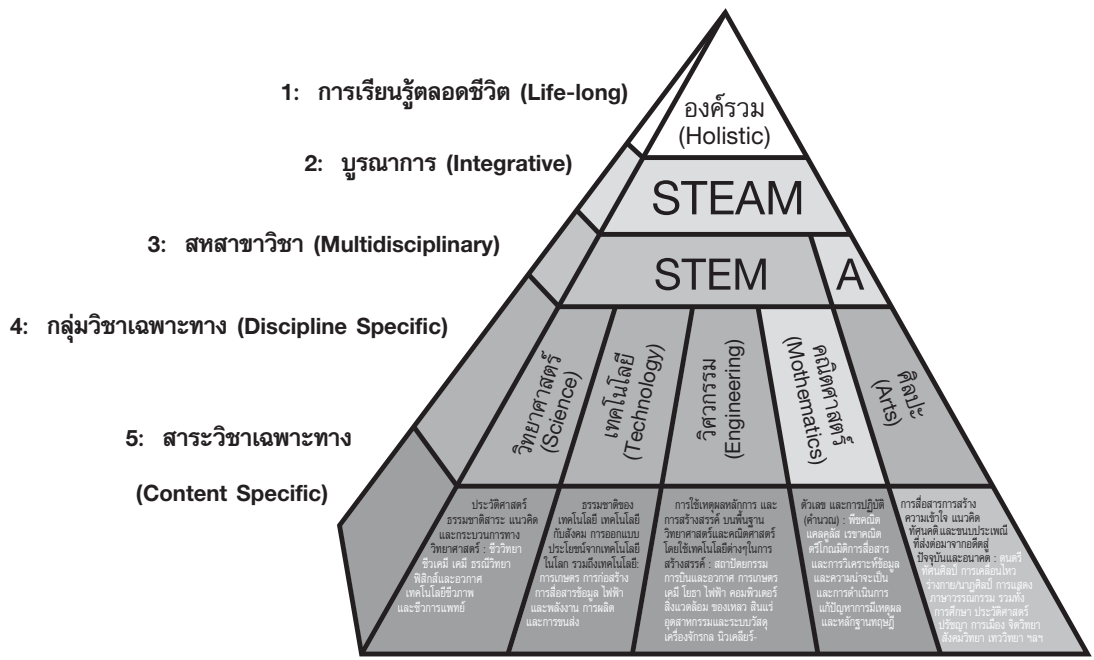 1: การเรียนรู้ตลอดชีวิต (Life-long)
องค์รวม
(Holistic)
2: บูรณาการ (Integrative)
STEAM
3: สหสาขาวิชา (Multidisciplinary)
STEM
A
4: กลุ่มวิชาเฉพาะทาง (Discipline Specific)
วิทยาศาสตร์
(Science)
เทคโนโลยี
(Technology)
วิศวกรรม
(Engineering)
คณิตศาสตร์
(Mothematics)
ศิลปะ
(Arts)
5: สาระวิชาเฉพาะทาง
(Content Specific)
ประวัติศาสตร์
ธรรมชาติสาระ แนวคิด
และกระบวนการทาง
วิทยาศาสตร์ : ชีววิทยา
ชีวเคมี เคมี ธรณีวิทยา
ฟิสิกส์และอวกาศ
เทคโนโลยีชีวภาพ
และชีวการแพทย์
ธรรมชาติของ
เทคโนโลยี เทคโนโลยี
กับสังคม การออกแบบ
ประโยชน์จากเทคโนโลยี
ในโลก รวมถึงเทคโนโลยี:
การเกษตร การก่อสร้าง
การสื่อสารข้อมูล ไฟฟ้า
และพลังงาน การผลิต
และการขนส่ง
การใช้เหตุผลหลักการ และ
การสร้างสรรค์ บนพื้นฐาน
วิทยาศาสตร์และคณิตศาสตร์
โดยใช้เทคโนโลยีต่างๆในการ
สร้างสรรค์ : สถาปัตยกรรม
การบินและอวกาศ การเกษตร
เคมี โยธา ไฟฟ้า คอมพิวเตอร์
สิ่งแวดล้อม ของเหลว สินแร่
อุตสาหกรรมและระบบวัสดุ
เครื่องจักรกล นิวเคลียร์-
ตัวเลข และการปฏิบัติ
(คำนวณ) : พีชคณิต
แคลคูลัส เรขาคณิต
ตรีโกณมิติการสื่อสาร
และการวิเคราะห์ข้อมูล
และความน่าจะเป็น
และการดำเนินการ
แก้ปัญหาการมีเหตุผล
และหลักฐานทฤษฎี
การสื่อสารการสร้าง
ความเข้าใจ แนวคิด
ทัศนคติและขนบประเพณี
ที่ส่งต่อมาจากอดีตสู่
ปัจจุบันและอนาคต : ดนตรี
ทัศนศิลป์ การเคลื่อนไหว
ร่างกาย/นาฏศิลป์ การแสดง
ภาษาวรรณกรรม รวมทั้ง
การศึกษา ประวัติศาสตร์
ปรัชญา การเมือง จิตวิทยา
สังคมวิทยา เทววิทยา ฯลฯ